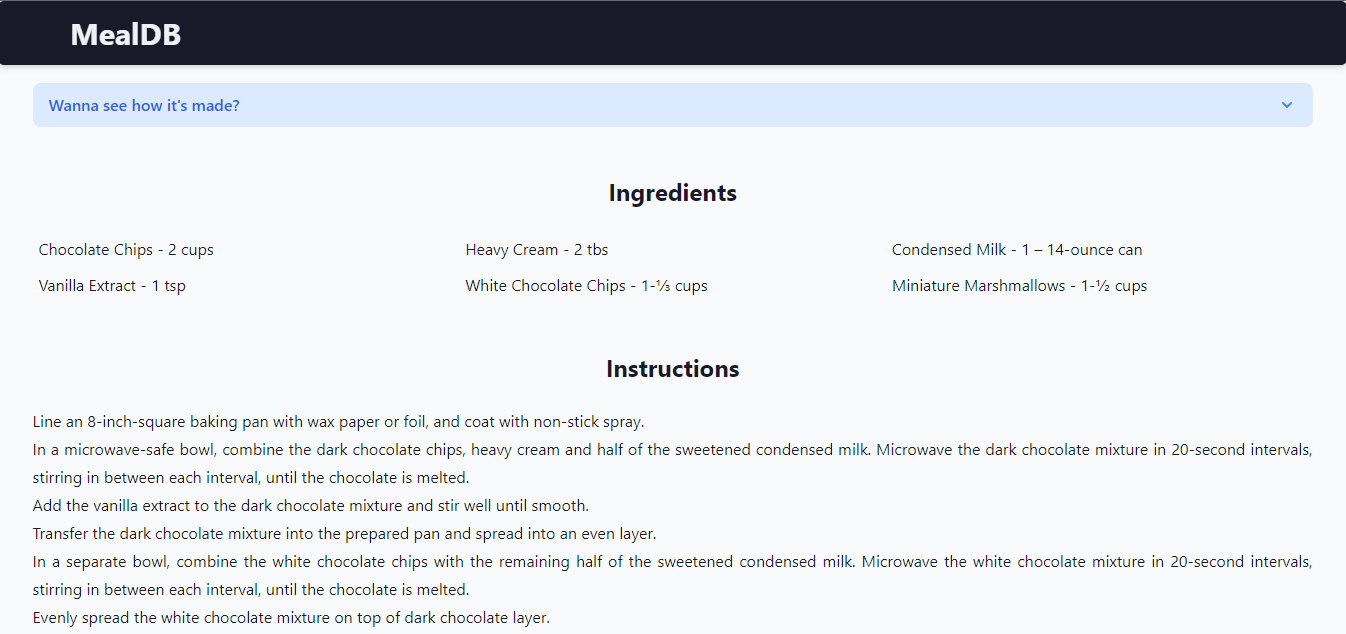 MealDB
Wanna see how it's made?
Ingredients
Chocolate Chips - 2 cups
Heavy Cream - 2 tbs
Condensed Milk - 1 – 14-ounce can
Vanilla Extract - 1 tsp
White Chocolate Chips - 1-⅓ cups
Miniature Marshmallows - 1-½ cups
Instructions
Line an 8-inch-square baking pan with wax paper or foil, and coat with non-stick spray.
In a microwave-safe bowl, combine the dark chocolate chips, heavy cream and half of the sweetened condensed milk. Microwave the dark chocolate mixture in 20-second intervals,
stirring in between each interval, until the chocolate is melted.
Add the vanilla extract to the dark chocolate mixture and stir well until smooth.
Transfer the dark chocolate mixture into the prepared pan and spread into an even layer.
In a separate bowl, combine the white chocolate chips with the remaining half of the sweetened condensed milk. Microwave the white chocolate mixture in 20-second intervals,
stirring in between each interval, until the chocolate is melted.
Evenly spread the white chocolate mixture on top of dark chocolate layer.